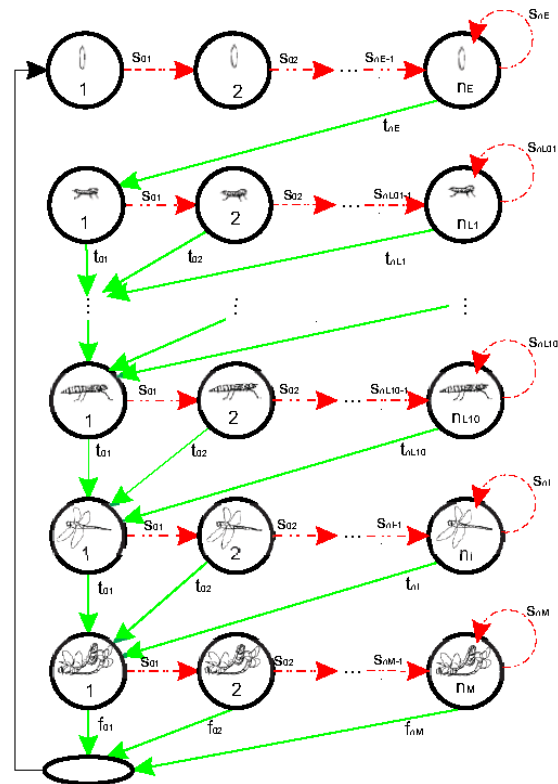 S01 S02 SnE-1 SnE
1 2 ... nE
tnE
S01 S02 SnL01-1 SnL01
1 2 ... nL1
t01 t02 tnL1
S01 S02 SnL10-1 SnL10
1 2 ... nL10
t01 t02 tnL10
S01 S02 SnI-1 SnI
1 2 ... ni
t01 t02 tnI
S01 S02 SnM-1 SnM
1 2 ... nM
f01 f02 fnM